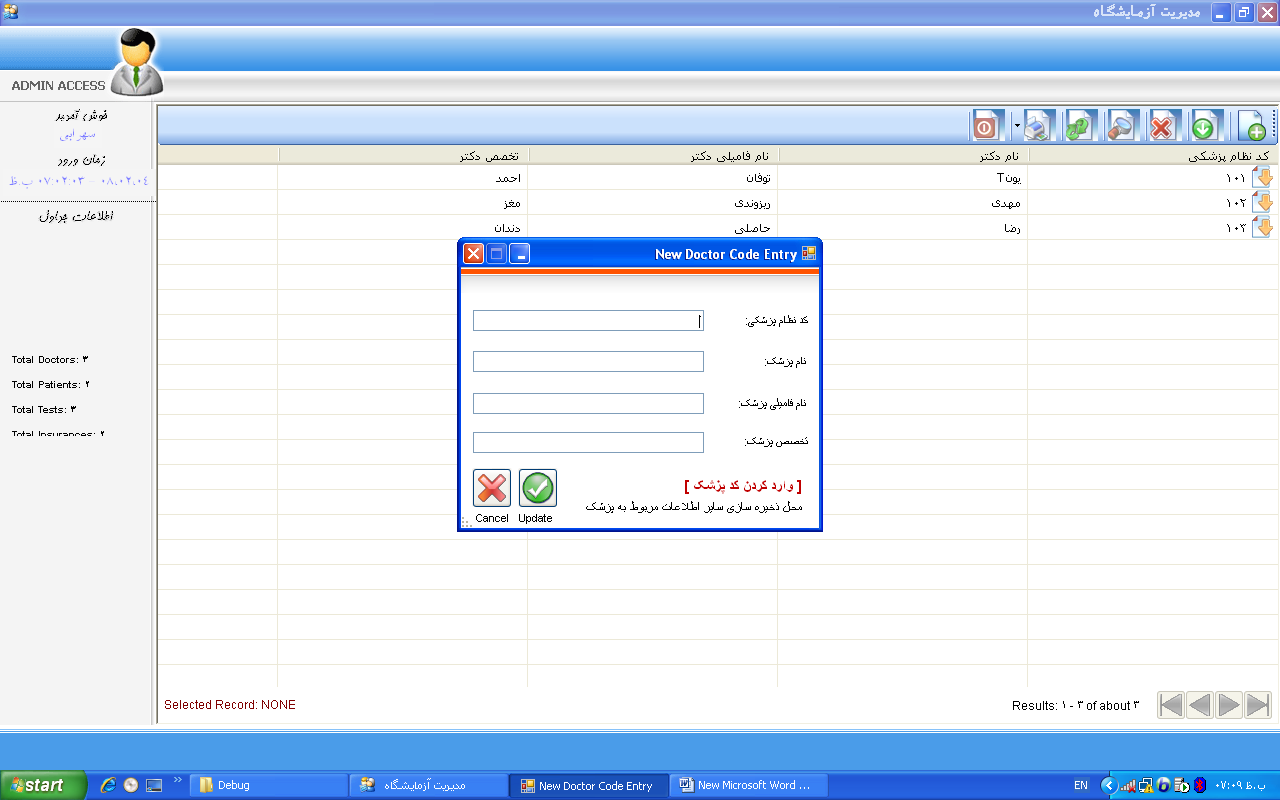 مدیریت آزمایشگاه
ADMIN ACCESS
خوش آمدید
سهرابی
زمان ورود
۰۸،۰۲،۰۴ - ۰۷:۰۲:۰۳ ب.ظ
اطلاعات جداول
Total Doctors: ۳
Total Patients: ۲
Total Tests: ۳
Total Insurances: ۲
کد نظام پزشکی نام دکتر نام فامیلی دکتر تخصص دکتر
۱۰۱ یونT توفان احمد
۱۰۲ مهدی ریزوندی مغز
۱۰۳ رضا حاصلی دندان
New Doctor Code Entry
کد نظام پزشکی:
نام پزشک:
نام فامیلی پزشک:
تخصص پزشک:
[ وارد کردن کد پزشک ]
محل ذخیره سازی سایر اطلاعات مربوط به پزشک
Cancel Update
Selected Record: NONE
Results: ۱ - ۳ of about ۳
start
Debug
مدیریت آزمایشگاه
New Doctor Code Entry
New Microsoft Word ...
EN
۰۷:۰۹ ب.ظ